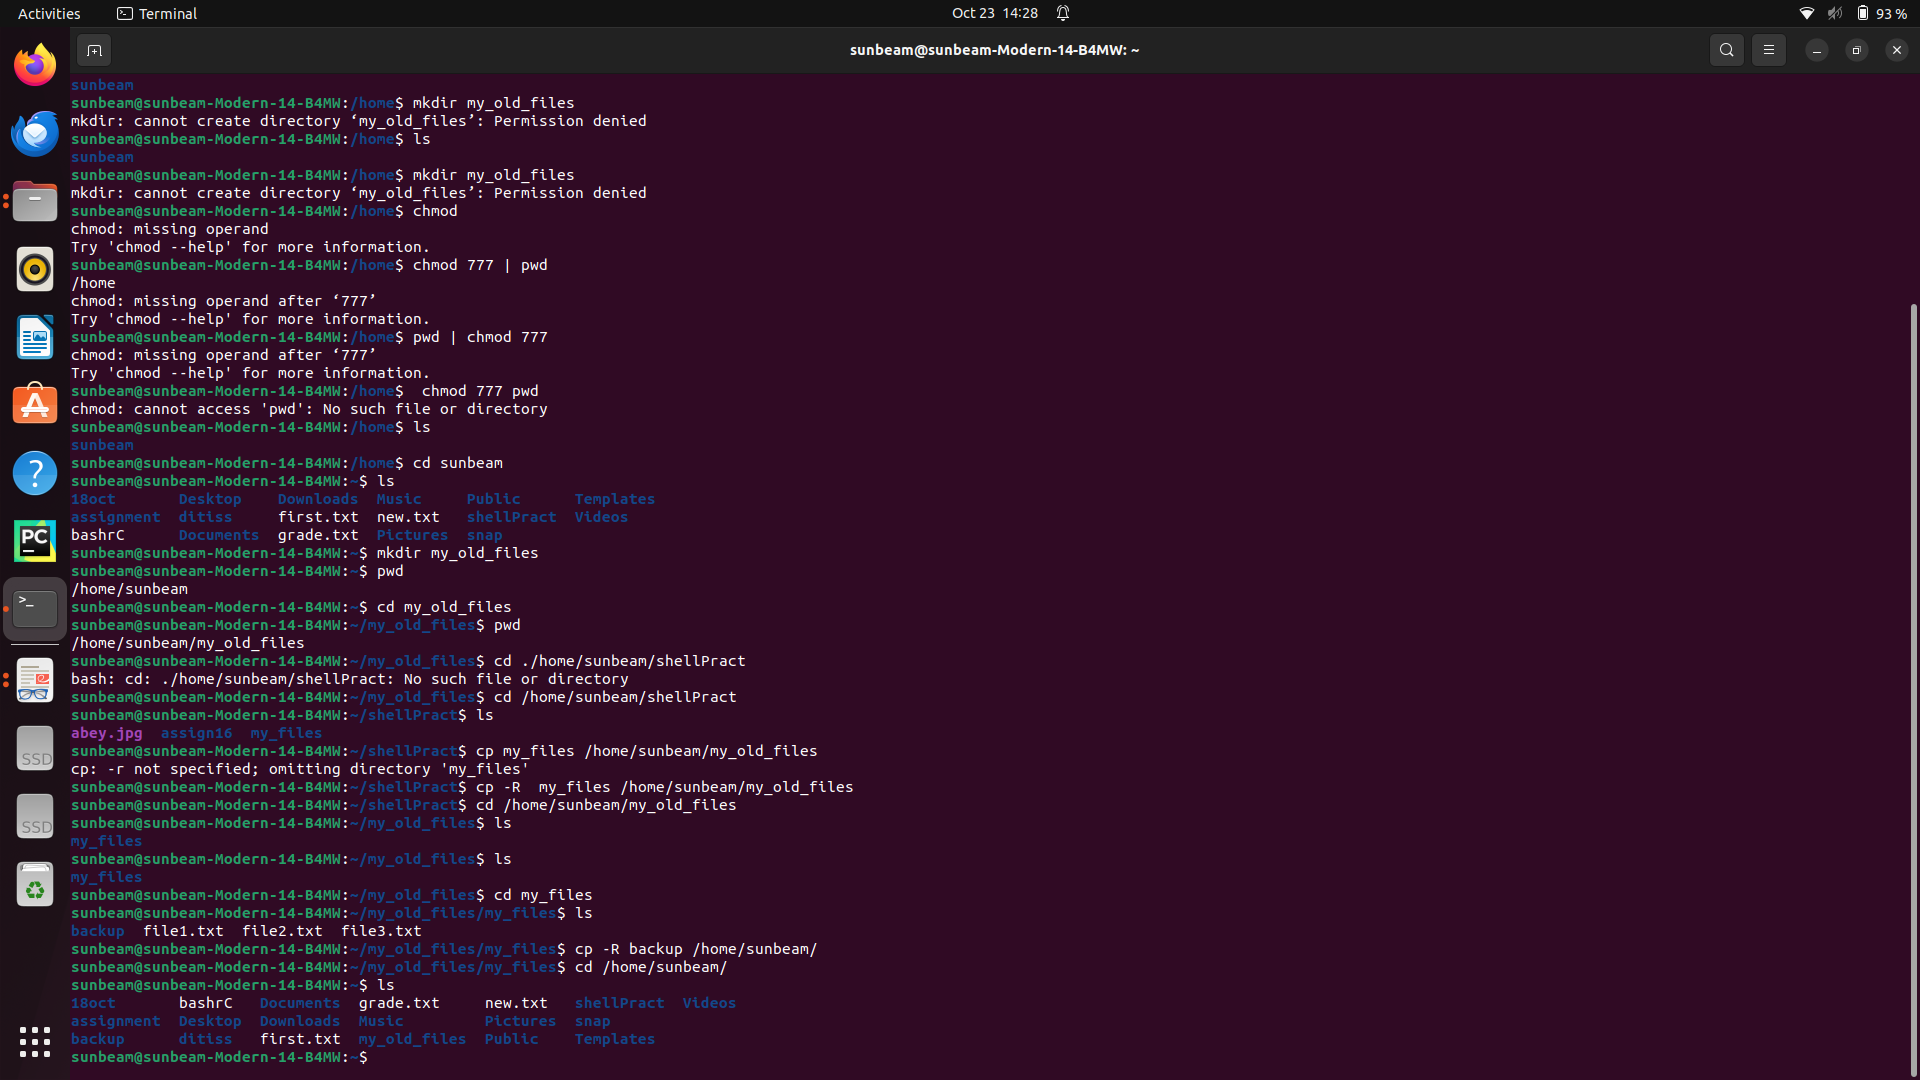 Activities Terminal Oct 23 14:28 93 %
sunbeam@sunbeam-Modern-14-B4MW: ~
sunbeam
sunbeam@sunbeam-Modern-14-B4MW:/home$ mkdir my_old_files
mkdir: cannot create directory ‘my_old_files’: Permission denied
sunbeam@sunbeam-Modern-14-B4MW:/home$ ls
sunbeam
sunbeam@sunbeam-Modern-14-B4MW:/home$ mkdir my_old_files
mkdir: cannot create directory ‘my_old_files’: Permission denied
sunbeam@sunbeam-Modern-14-B4MW:/home$ chmod
chmod: missing operand
Try 'chmod --help' for more information.
sunbeam@sunbeam-Modern-14-B4MW:/home$ chmod 777 | pwd
/home
chmod: missing operand after ‘777’
Try 'chmod --help' for more information.
sunbeam@sunbeam-Modern-14-B4MW:/home$ pwd | chmod 777
chmod: missing operand after ‘777’
Try 'chmod --help' for more information.
sunbeam@sunbeam-Modern-14-B4MW:/home$  chmod 777 pwd
chmod: cannot access 'pwd': No such file or directory
sunbeam@sunbeam-Modern-14-B4MW:/home$ ls
sunbeam
sunbeam@sunbeam-Modern-14-B4MW:/home$ cd sunbeam
sunbeam@sunbeam-Modern-14-B4MW:~$ ls
18oct       Desktop    Downloads  Music     Public      Templates
assignment  ditiss     first.txt  new.txt   shellPract  Videos
bashrC      Documents  grade.txt  Pictures  snap
sunbeam@sunbeam-Modern-14-B4MW:~$ mkdir my_old_files
sunbeam@sunbeam-Modern-14-B4MW:~$ pwd
/home/sunbeam
sunbeam@sunbeam-Modern-14-B4MW:~$ cd my_old_files
sunbeam@sunbeam-Modern-14-B4MW:~/my_old_files$ pwd
/home/sunbeam/my_old_files
sunbeam@sunbeam-Modern-14-B4MW:~/my_old_files$ cd ./home/sunbeam/shellPract
bash: cd: ./home/sunbeam/shellPract: No such file or directory
sunbeam@sunbeam-Modern-14-B4MW:~/my_old_files$ cd /home/sunbeam/shellPract
sunbeam@sunbeam-Modern-14-B4MW:~/shellPract$ ls
abey.jpg  assign16  my_files
sunbeam@sunbeam-Modern-14-B4MW:~/shellPract$ cp my_files /home/sunbeam/my_old_files
cp: -r not specified; omitting directory 'my_files'
sunbeam@sunbeam-Modern-14-B4MW:~/shellPract$ cp -R  my_files /home/sunbeam/my_old_files
sunbeam@sunbeam-Modern-14-B4MW:~/shellPract$ cd /home/sunbeam/my_old_files
sunbeam@sunbeam-Modern-14-B4MW:~/my_old_files$ ls
my_files
sunbeam@sunbeam-Modern-14-B4MW:~/my_old_files$ ls
my_files
sunbeam@sunbeam-Modern-14-B4MW:~/my_old_files$ cd my_files
sunbeam@sunbeam-Modern-14-B4MW:~/my_old_files/my_files$ ls
backup  file1.txt  file2.txt  file3.txt
sunbeam@sunbeam-Modern-14-B4MW:~/my_old_files/my_files$ cp -R backup /home/sunbeam/
sunbeam@sunbeam-Modern-14-B4MW:~/my_old_files/my_files$ cd /home/sunbeam/
sunbeam@sunbeam-Modern-14-B4MW:~$ ls
18oct       bashrC   Documents  grade.txt     new.txt   shellPract  Videos
assignment  Desktop  Downloads  Music         Pictures  snap
backup      ditiss   first.txt  my_old_files  Public    Templates
sunbeam@sunbeam-Modern-14-B4MW:~$
PC
SSD
SSD